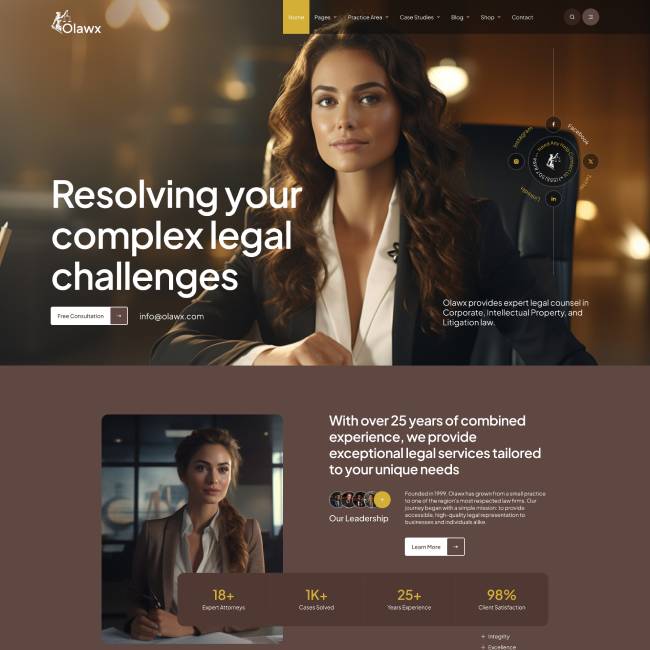 Olawx
Home Pages Practice Area Case Studies Blog Shop Contact
Facebook
Instagram
LinkedIn
Resolving your
complex legal
challenges
Free Consultation
info@olawx.com
Olawx provides expert legal counsel in
Corporate, Intellectual Property, and
Litigation law.
With over 25 years of combined
experience, we provide
exceptional legal services tailored
to your unique needs
Our Leadership
Founded in 1999, Olawx has grown from a small practice
to one of the region's most respected law firms. Our
journey began with a simple mission: to provide
accessible, high-quality legal representation to
businesses and individuals alike.
Learn More
18+
Expert Attorneys
1K+
Cases Solved
25+
Years Experience
98%
Client Satisfaction
Integrity
Excellence